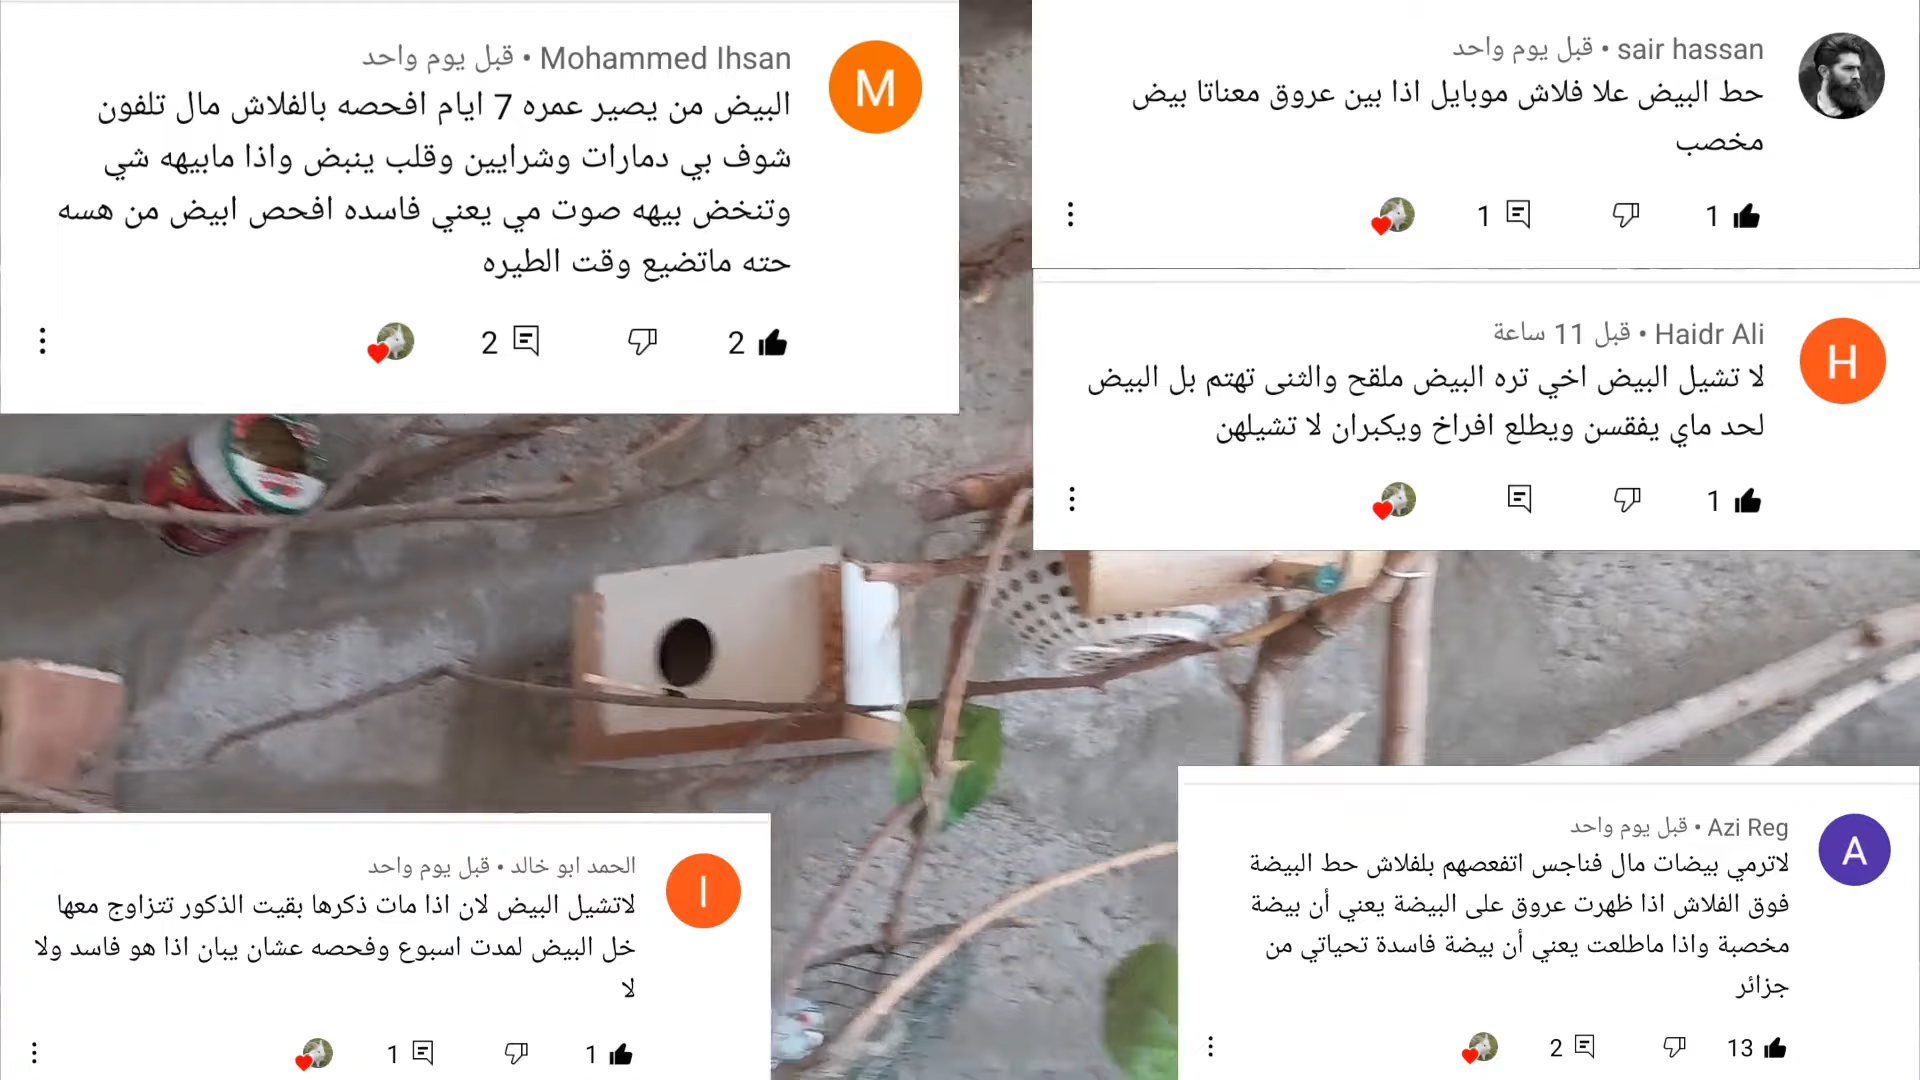 Mohammed Ihsan • قبل يوم واحد
البيض من يصير عمره 7 ايام افحصه بالفلاش مال تلفون
شوف بي دمارات وشرايين وقلب ينبض واذا مابيهه شي
وتنخض بيهه صوت مي يعني فاسده افحص ابيض من هسه
حته ماتضيع وقت الطيره
2
2
M
sair hassan • قبل يوم واحد
حط البيض علا فلاش موبايل اذا بين عروق معناتا بيض
مخصب
1
1
Haidr Ali • قبل 11 ساعة
لا تشيل البيض اخي تره البيض ملقح والثنى تهتم بل البيض
لحد ماي يفقسن ويطلع افراخ ويكبران لا تشيلهن
1
H
الحمد ابو خالد • قبل يوم واحد
لاتشيل البيض لان اذا مات ذكرها بقيت الذكور تتزاوج معها
خل البيض لمدت اسبوع وفحصه عشان يبان اذا هو فاسد ولا
لا
1
1
I
Azi Reg • قبل يوم واحد
لاترمي بيضات مال فناجس اتفعصهم بلفلاش حط البيضة
فوق الفلاش اذا ظهرت عروق على البيضة يعني أن بيضة
مخصبة واذا ماطلعت يعني أن بيضة فاسدة تحياتي من
جزائر
2
13
A